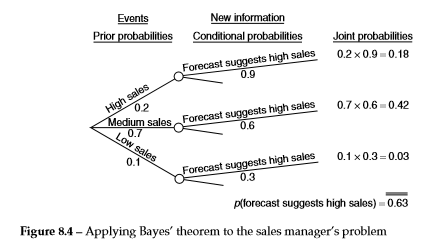 Events New information
Prior probabilities Conditional probabilities Joint probabilities
Forecast suggests high sales 0.2 × 0.9 = 0.18
0.9
High sales
0.2
Forecast suggests high sales 0.7 × 0.6 = 0.42
Medium sales
0.7 0.6
Low sales
0.1
Forecast suggests high sales 0.1 × 0.3 = 0.03
0.3
p(forecast suggests high sales) = 0.63
Figure 8.4 – Applying Bayes' theorem to the sales manager's problem